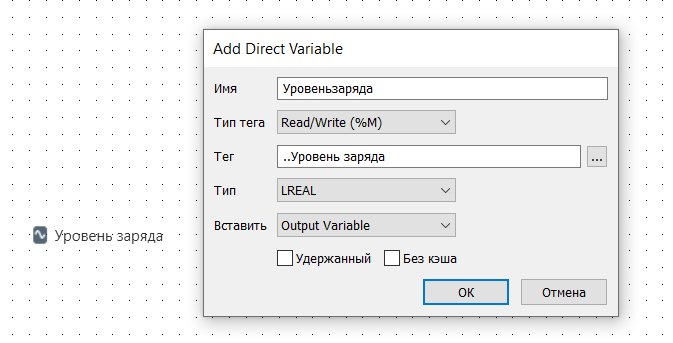 Add Direct Variable
Имя Уровеньзаряда
Тип тега Read/Write (%M)
Тег ..Уровень заряда ...
Тип LREAL
Вставить Output Variable
Уровень заряда
Удержанный Без кэша
ОК Отмена